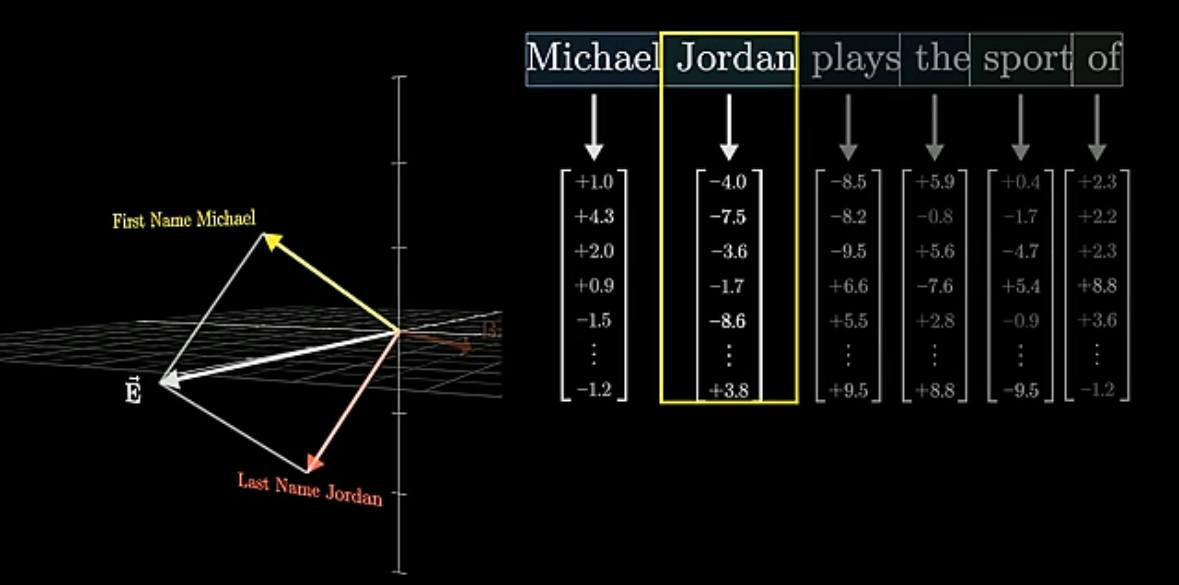 Michael Jordan plays the sport of
+1.0 −4.0 −8.5 +5.9 +0.4 +2.3
+4.3 −7.5 −8.2 −0.8 −1.7 +2.2
+2.0 −3.6 −9.5 +5.6 −4.7 +2.3
+0.9 −1.7 +6.6 −7.6 +5.4 +8.8
−1.5 −8.6 +5.5 +2.8 −0.9 +3.6
⋮ ⋮ ⋮ ⋮ ⋮ ⋮
−1.2 +3.8 +9.5 +8.8 −9.5 −1.2
First Name Michael
E⃗
Last Name Jordan